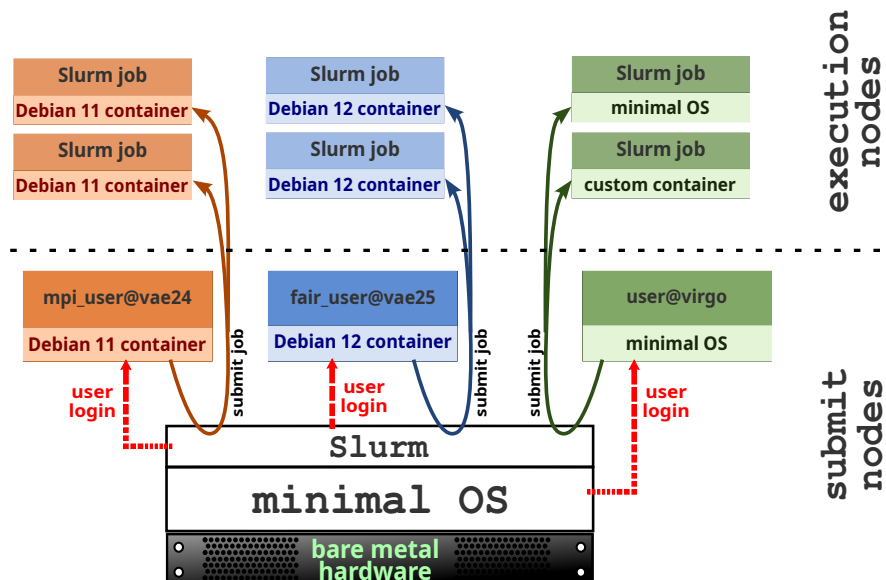 Slurm job
Debian 11 container
Slurm job
Debian 11 container
Slurm job
Debian 12 container
Slurm job
Debian 12 container
Slurm job
minimal OS
Slurm job
custom container
execution
nodes
mpi_user@vae24
Debian 11 container
fair_user@vae25
Debian 12 container
user@virgo
minimal OS
user
login
submit job
user
login
submit job
submit job
user
login
submit
nodes
Slurm
minimal OS
bare metal
hardware